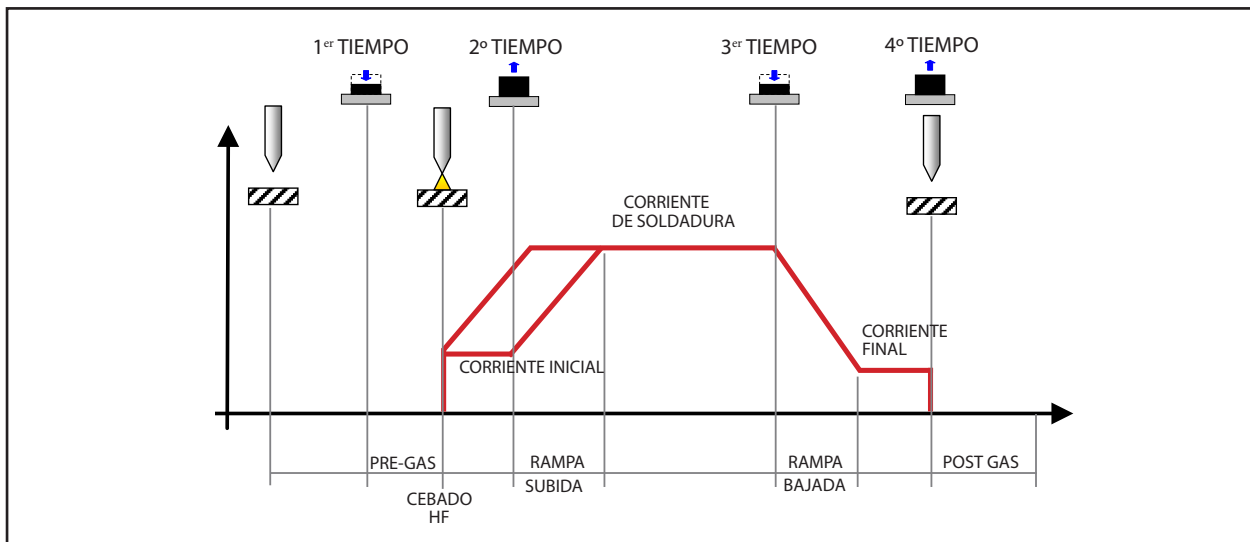 1er TIEMPO
2º TIEMPO
3er TIEMPO
4º TIEMPO
CORRIENTE
DE SOLDADURA
CORRIENTE
FINAL
CORRIENTE INICIAL
PRE-GAS
RAMPA
SUBIDA
RAMPA
BAJADA
POST GAS
CEBADO
HF